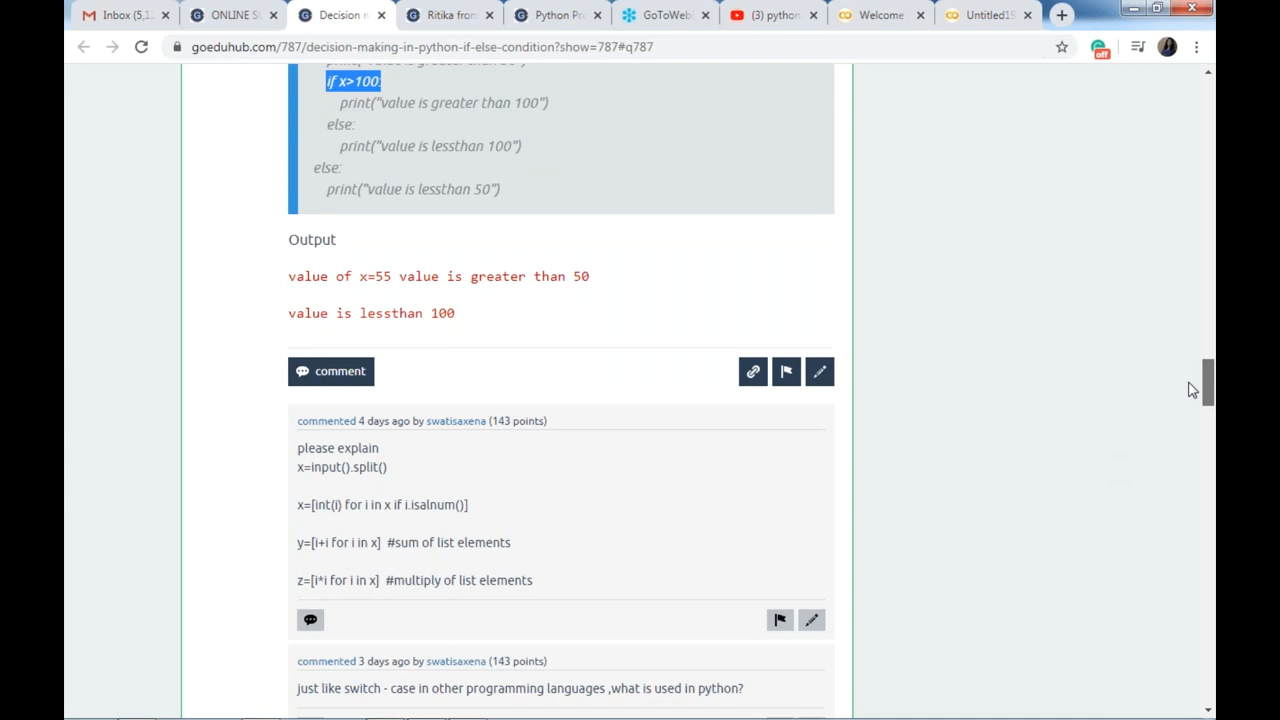 Inbox (5,1
ONLINE S
Decision n
Ritika fron
Python Pr
GoToWeb
(3) python
Welcome
Untitled19
goeduhub.com/787/decision-making-in-python-if-else-condition?show=787#q787
off
if x>100:
print("value is greater than 100")
else:
print("value is lessthan 100")
else:
print("value is lessthan 50")
Output
value of x=55 value is greater than 50
value is lessthan 100
comment
commented 4 days ago by swatisaxena (143 points)
please explain
x=input().split()
x=[int(i) for i in x if i.isalnum()]
y=[i+i for i in x] #sum of list elements
z=[i*i for i in x] #multiply of list elements
commented 3 days ago by swatisaxena (143 points)
just like switch - case in other programming languages ,what is used in python?